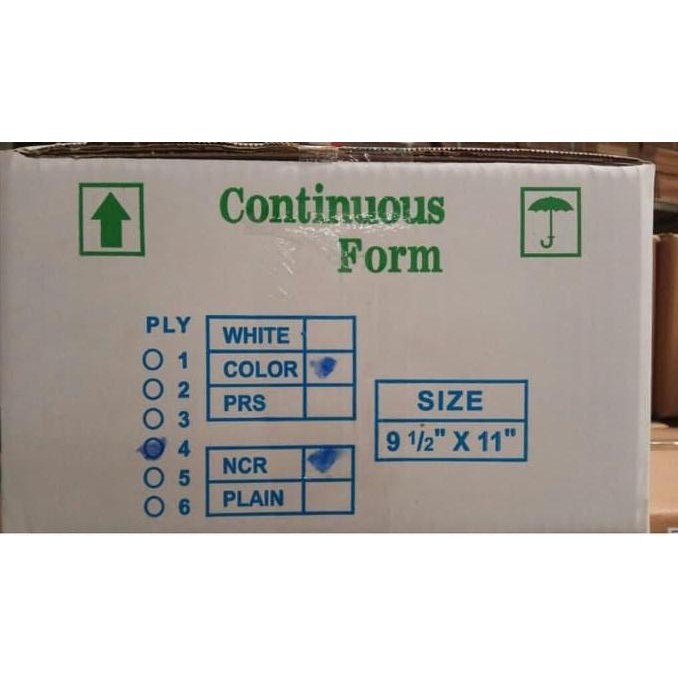 Continuous
Form
PLY
1
2
3
4
5
6
WHITE
COLOR
PRS
NCR
PLAIN
SIZE
9 1/2" X 11"